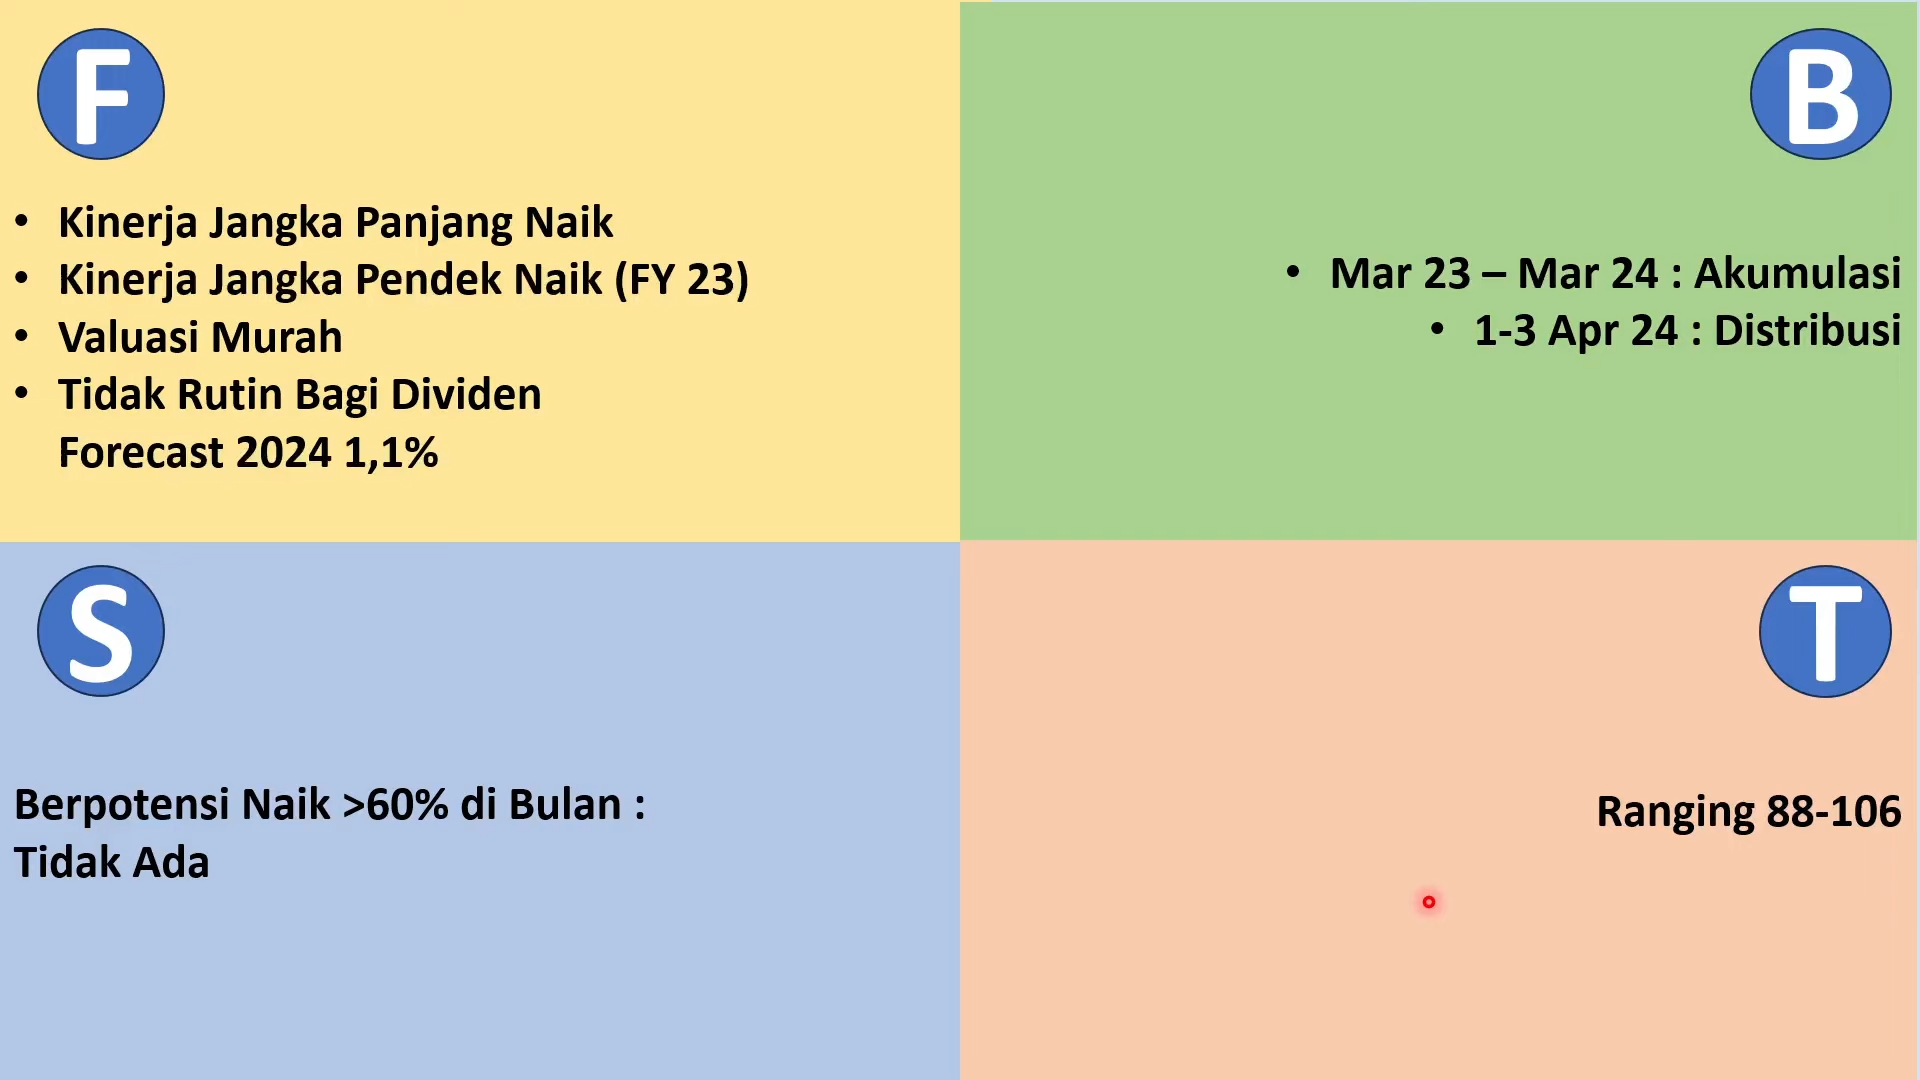 F
• Kinerja Jangka Panjang Naik
• Kinerja Jangka Pendek Naik (FY 23)
• Valuasi Murah
• Tidak Rutin Bagi Dividen
Forecast 2024 1,1%
B
• Mar 23 – Mar 24 : Akumulasi
• 1-3 Apr 24 : Distribusi
S
Berpotensi Naik >60% di Bulan :
Tidak Ada
T
Ranging 88-106